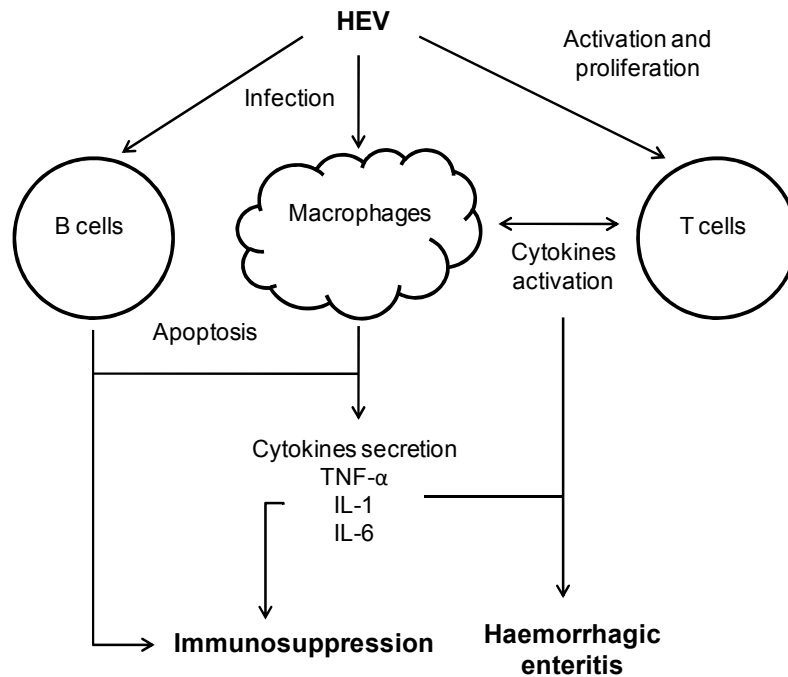 HEV
Activation and
proliferation
Infection
B cells
Macrophages
T cells
Cytokines
activation
Apoptosis
Cytokines secretion
TNF-α
IL-1
IL-6
Immunosuppression
Haemorrhagic
enteritis